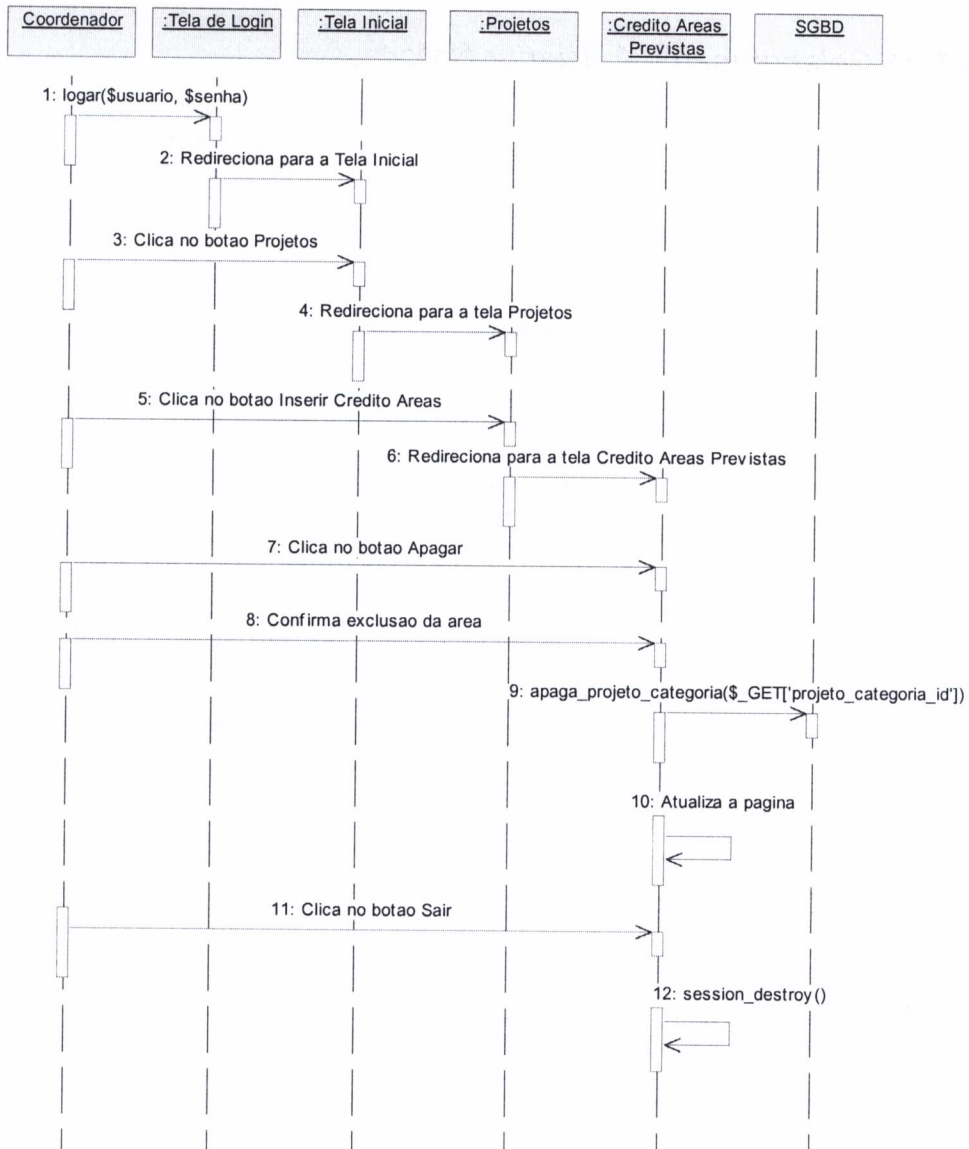 Coordenador
:Tela de Login
:Tela Inicial
:Projetos
:Credito Areas
Previstas
SGBD
1: logar($usuario, $senha)
2: Redireciona para a Tela Inicial
3: Clica no botao Projetos
4: Redireciona para a tela Projetos
5: Clica no botao Inserir Credito Areas
6: Redireciona para a tela Credito Areas Previstas
7: Clica no botao Apagar
8: Confirma exclusao da area
9: apaga_projeto_categoria($_GET['projeto_categoria_id'])
10: Atualiza a pagina
11: Clica no botao Sair
12: session_destroy()